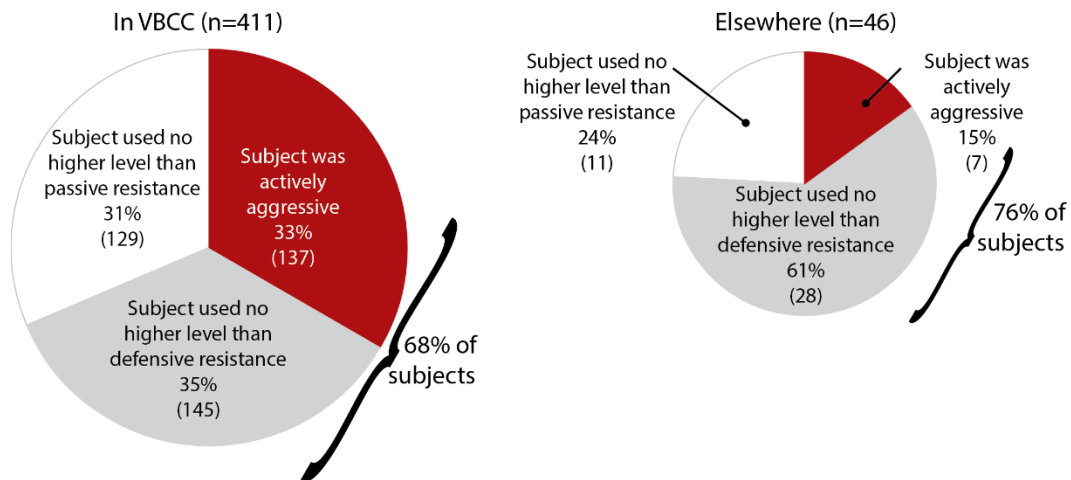 In VBCC (n=411)
Subject used no
higher level than
passive resistance
31%
(129)
Subject was
actively
aggressive
33%
(137)
Subject used no
higher level than
defensive resistance
35%
(145)
68% of
subjects
Elsewhere (n=46)
Subject used no
higher level than
passive resistance
24%
(11)
Subject was
actively
aggressive
15%
(7)
Subject used no
higher level than
defensive resistance
61%
(28)
76% of
subjects